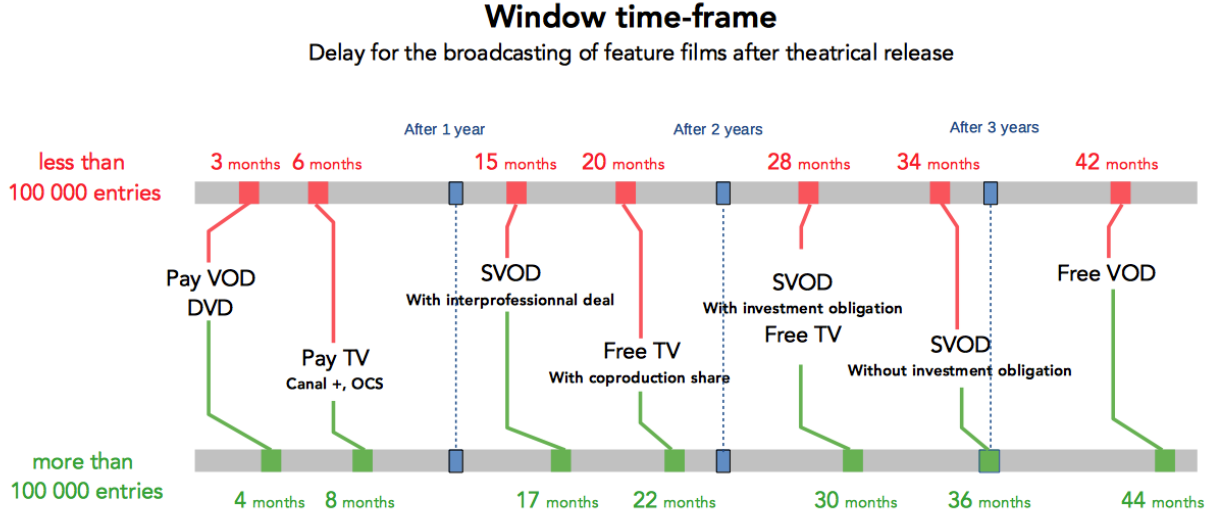 Window time-frame
Delay for the broadcasting of feature films after theatrical release
After 1 year
After 2 years
After 3 years
less than
100 000 entries
3 months
6 months
15 months
20 months
28 months
34 months
42 months
Pay VOD
DVD
Pay TV
Canal +, OCS
SVOD
With interprofessionnal deal
Free TV
With coproduction share
SVOD
With investment obligation
Free TV
SVOD
Without investment obligation
Free VOD
more than
100 000 entries
4 months
8 months
17 months
22 months
30 months
36 months
44 months